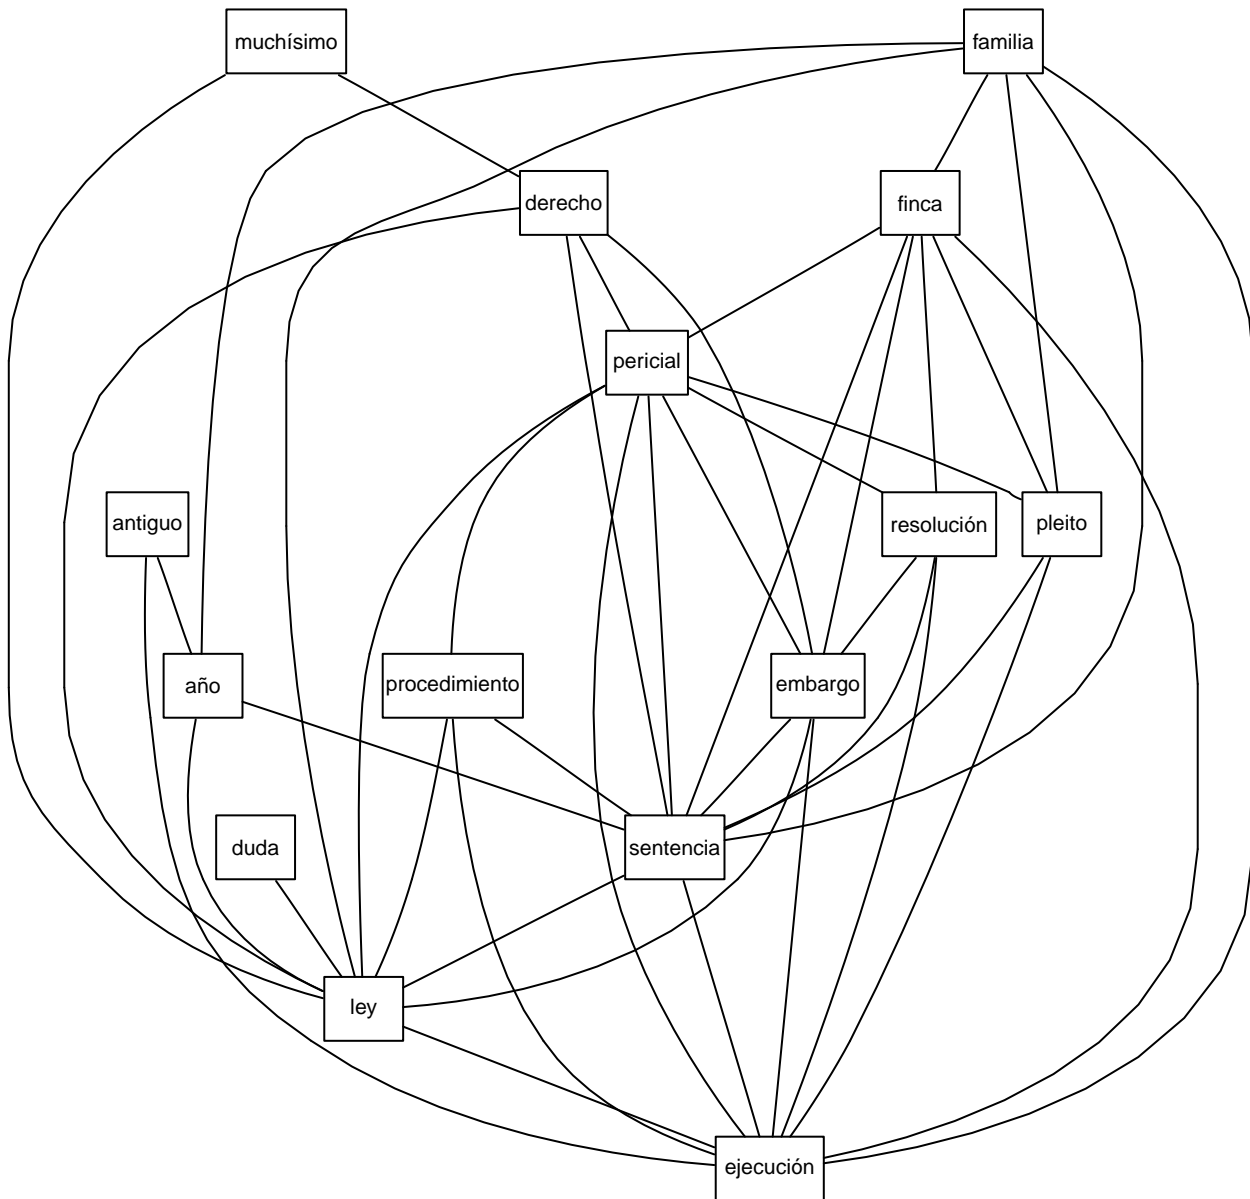 muchísimo
familia
derecho
finca
pericial
antiguo
resolución
pleito
año
procedimiento
embargo
duda
sentencia
ley
ejecución